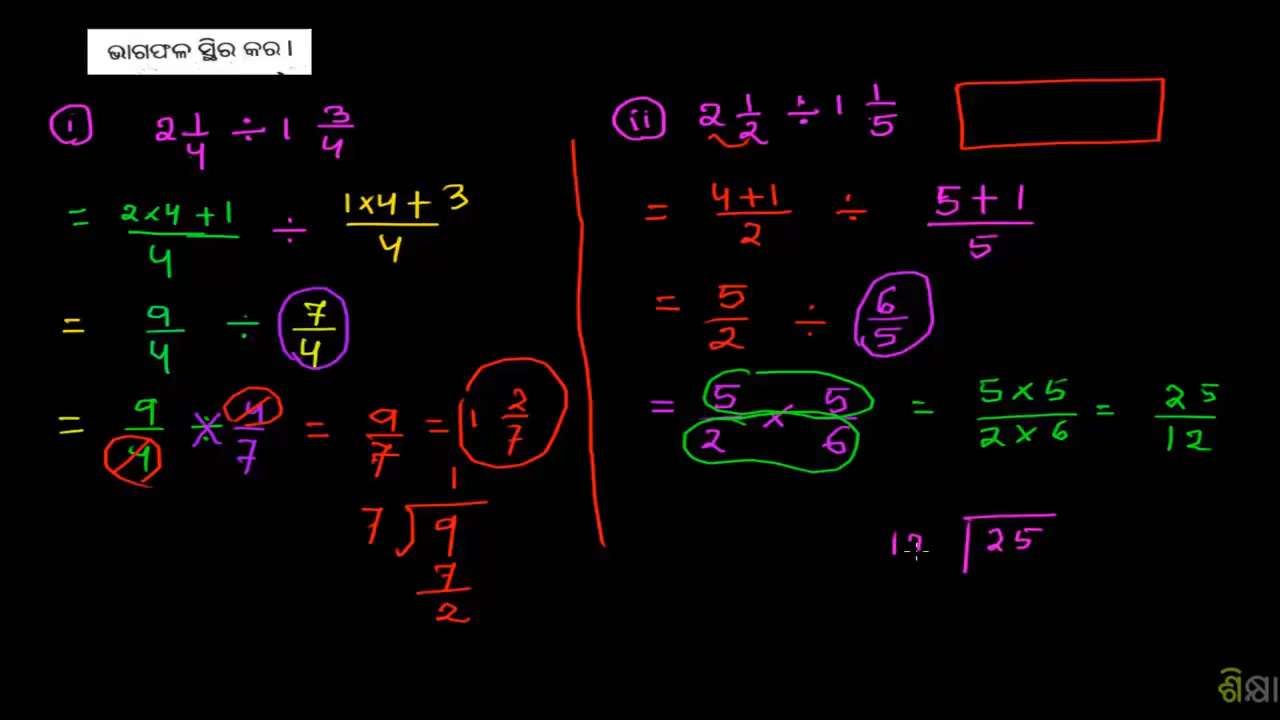 ଭାଗଫଳ ସ୍ଥିର କର ।
i) 2 1/4 ÷ 1 3/4
= (2×4+1)/4 ÷ (1×4+3)/4
= 9/4 ÷ 7/4
= 9/4 × 4/7 = 9/7 = 1 2/7
1
7 ) 9
7
2
ii) 2 1/2 ÷ 1 1/5
= (4+1)/2 ÷ (5+1)/5
= 5/2 ÷ 6/5
= 5/2 × 5/6 = (5×5)/(2×6) = 25/12
12 | 25
ଶିକ୍ଷା